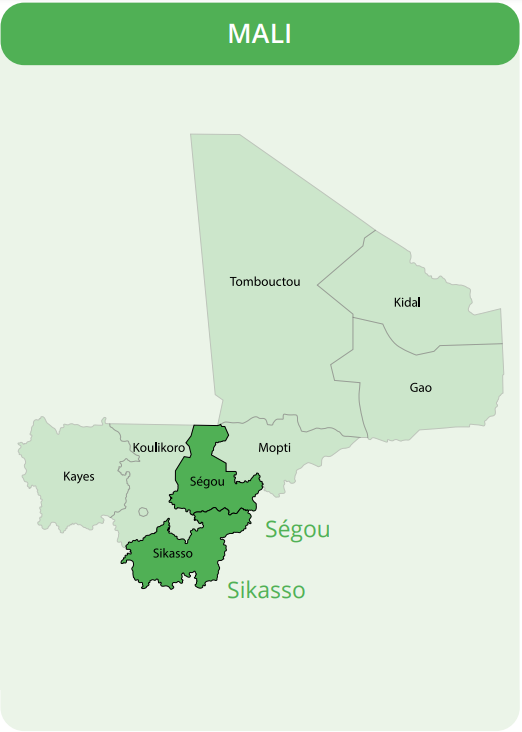 MALI
Tombouctou
Kidal
Gao
Koulikoro
Mopti
Kayes
Ségou
Ségou
Sikasso
Sikasso